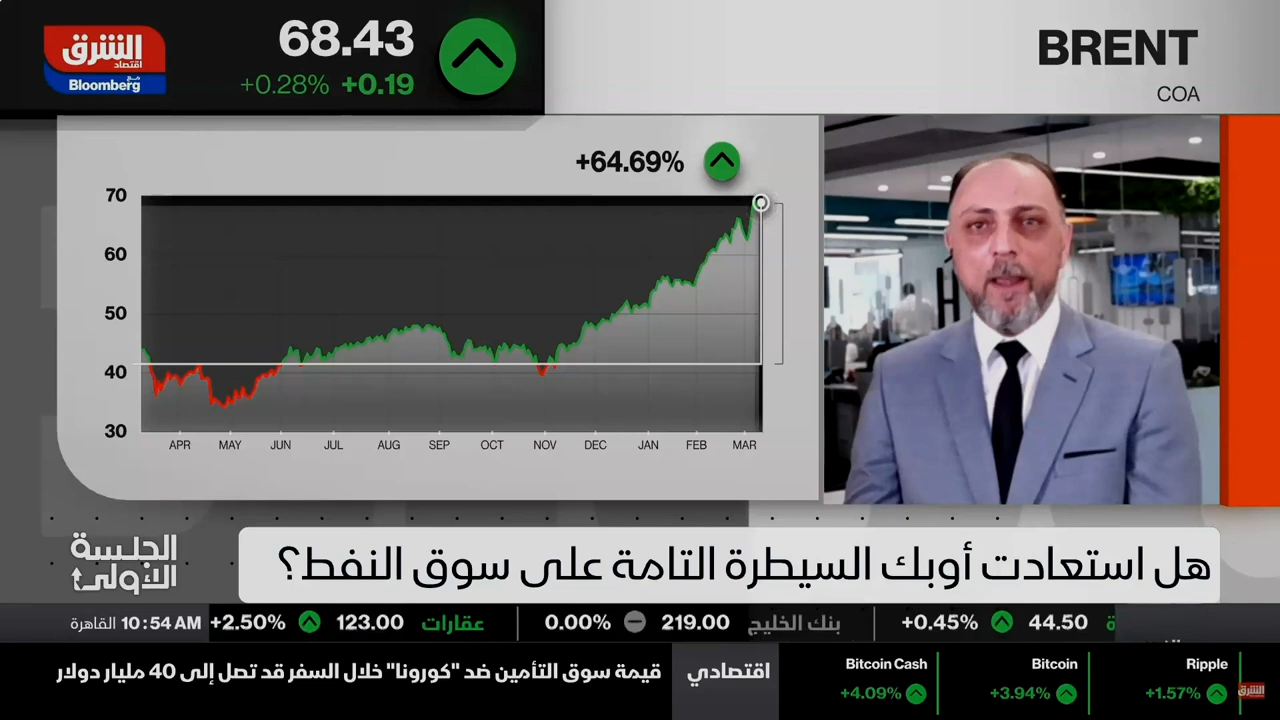 الشرق
اقتصاد
مع
Bloomberg
68.43
+0.28% +0.19
BRENT
COA
+64.69%
70
60
50
40
30
APR MAY JUN JUL AUG SEP OCT NOV DEC JAN FEB MAR
الجلسة
الأولى
هل استعادت أوبك السيطرة التامة على سوق النفط؟
44.50 +0.45%
بنك الخليج 219.00 0.00%
عقارات 123.00 +2.50%
10:54 AM القاهرة
اقتصادي
قيمة سوق التأمين ضد "كورونا" خلال السفر قد تصل إلى 40 مليار دولار
Bitcoin Cash
+4.09%
Bitcoin
+3.94%
Ripple
+1.57%
الشرق